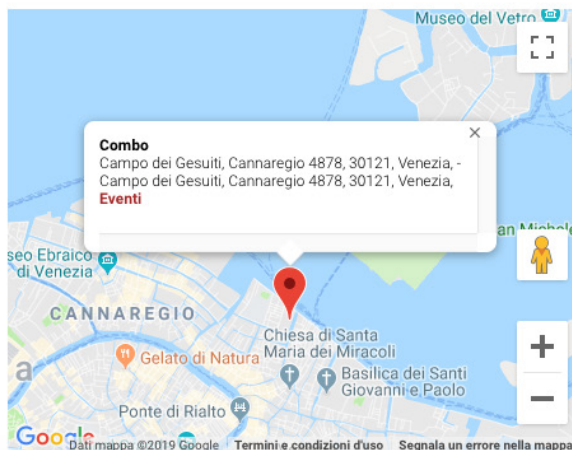 Museo del Vetro
Combo
Campo dei Gesuiti, Cannaregio 4878, 30121, Venezia, -
Campo dei Gesuiti, Cannaregio 4878, 30121, Venezia,
Eventi
an Michele
seo Ebraico
di Venezia
CANNAREGIO
Chiesa di Santa
Maria dei Miracoli
Gelato di Natura
Basilica dei Santi
Giovanni e Paolo
a
Ponte di Rialto
Google
Dati mappa ©2019 Google
Termini e condizioni d'uso
Segnala un errore nella mappa